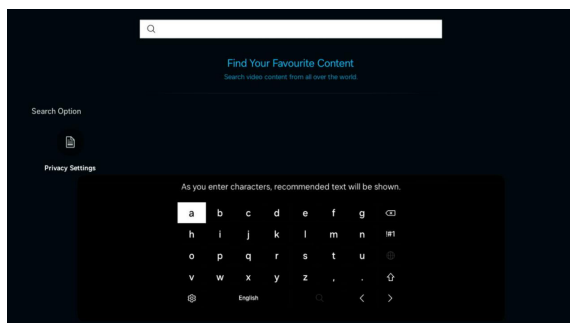 Find Your Favourite Content
Search video content from all over the world.
Search Option
Privacy Settings
As you enter characters, recommended text will be shown.
a b c d e f g
h i j k l m n !#1
o p q r s t u
v w x y z , .
English